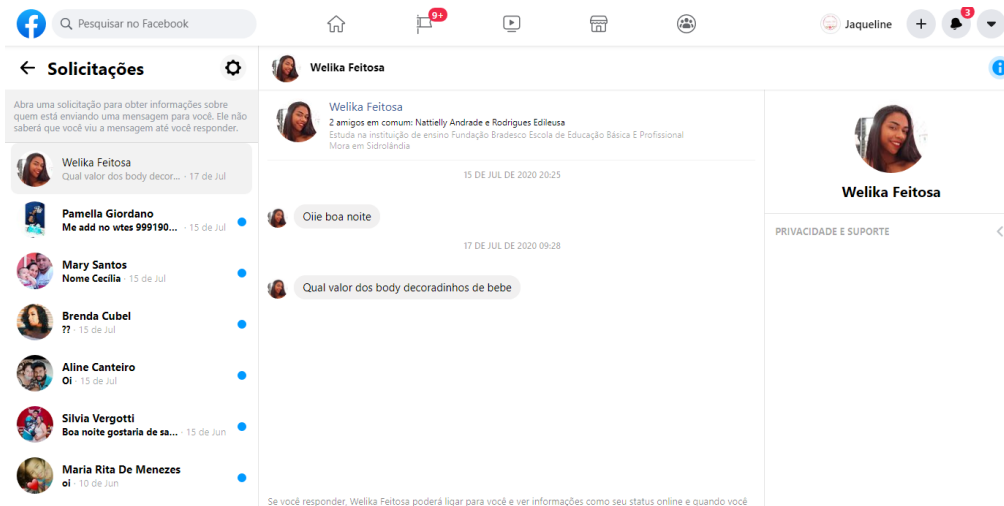 Pesquisar no Facebook
9+
Jaqueline
3
Solicitações
Abra uma solicitação para obter informações sobre
quem está enviando uma mensagem para você. Ele não
saberá que você viu a mensagem até você responder.
Welika Feitosa
Qual valor dos body decor... · 17 de Jul
Pamella Giordano
Me add no wtes 999190... · 15 de Jul
Mary Santos
Nome Cecília · 15 de Jul
Brenda Cubel
?? · 15 de Jul
Aline Canteiro
Oi · 15 de Jul
Silvia Vergotti
Boa noite gostaria de sa... · 15 de Jun
Maria Rita De Menezes
oi · 10 de Jun
Welika Feitosa
Welika Feitosa
2 amigos em comum: Nattielly Andrade e Rodrigues Edileusa
Estuda na instituição de ensino Fundação Bradesco Escola de Educação Básica E Profissional
Mora em Sidrolândia
15 DE JUL DE 2020 20:25
Oiie boa noite
17 DE JUL DE 2020 09:28
Qual valor dos body decoradinhos de bebe
Se você responder, Welika Feitosa poderá ligar para você e ver informações como seu status online e quando você
Welika Feitosa
PRIVACIDADE E SUPORTE